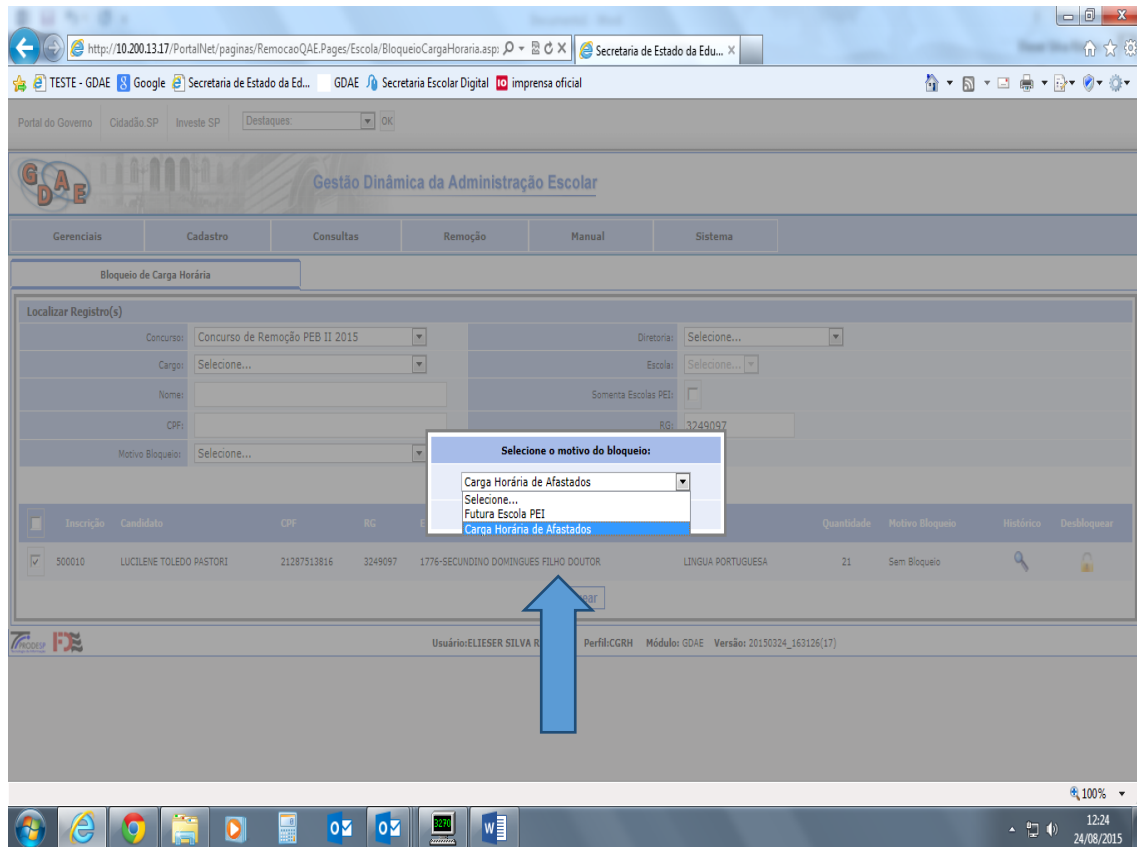 http://10.200.13.17/PortalNet/paginas/RemocaoQAE.Pages/Escola/BloqueioCargaHoraria.asp: Secretaria de Estado da Edu...
TESTE - GDAE Google Secretaria de Estado da Ed... GDAE Secretaria Escolar Digital IO imprensa oficial
Portal do Governo Cidadão.SP Investe SP Destaques: OK
GDAE Gestão Dinâmica da Administração Escolar
Gerenciais Cadastro Consultas Remoção Manual Sistema
Bloqueio de Carga Horária
Localizar Registro(s)
Concurso: Concurso de Remoção PEB II 2015 Diretoria: Selecione...
Cargo: Selecione... Escola: Selecione...
Nome: Somenta Escolas PEI:
CPF: RG: 3249097
Motivo Bloqueio: Selecione...
Selecione o motivo do bloqueio:
Carga Horária de Afastados
Selecione...
Futura Escola PEI
Carga Horária de Afastados
Inscrição Candidato CPF RG Quantidade Motivo Bloqueio Histórico Desbloquear
500010 LUCILENE TOLEDO PASTORI 21287513816 3249097 1776-SECUNDINO DOMINGUES FILHO DOUTOR LINGUA PORTUGUESA 21 Sem Bloqueio
PRODESP FDE Usuário:ELIESER SILVA R Perfil:CGRH Módulo: GDAE Versão: 20150324_163126(17)
100%
3270
12:24
24/08/2015